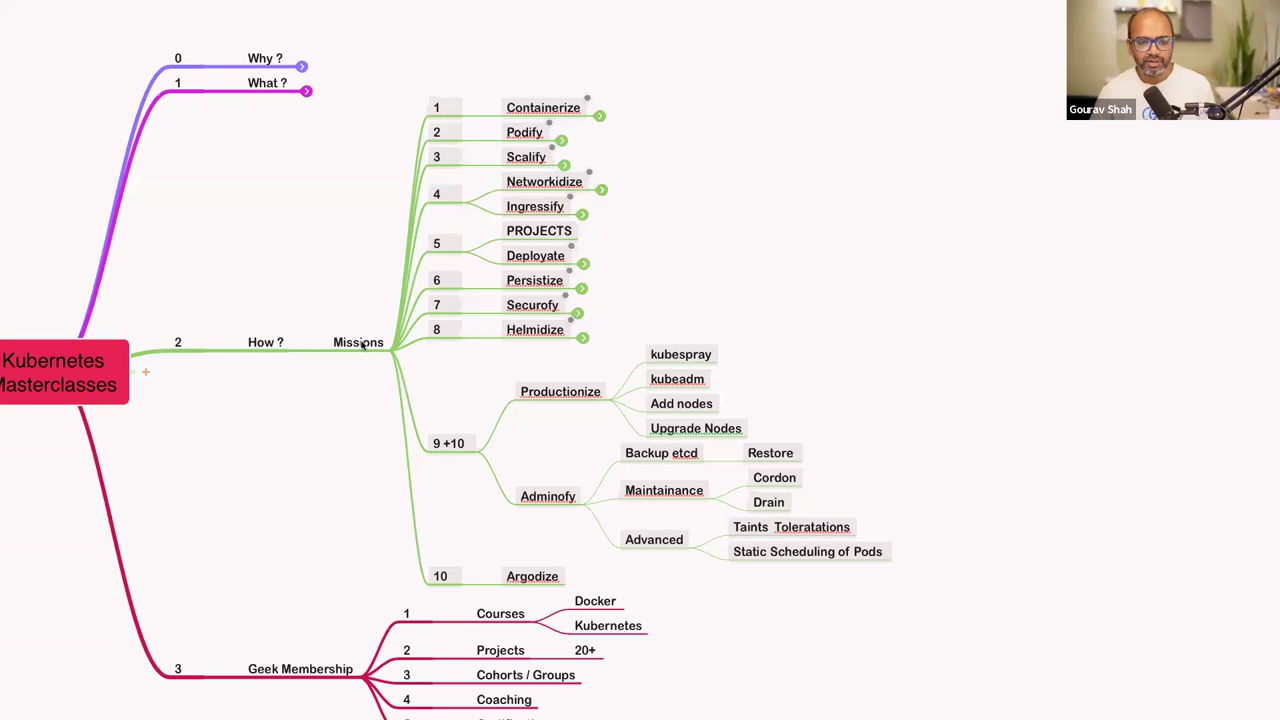 0 Why ?
1 What ?
Kubernetes
Masterclasses
2 How ? Missions
1 Containerize
2 Podify
3 Scalify
4 Networkidize
Ingressify
5 PROJECTS
Deployate
6 Persistize
7 Securofy
8 Helmidize
9 +10 Productionize
kubespray
kubeadm
Add nodes
Upgrade Nodes
Adminofy
Backup etcd Restore
Maintainance
Cordon
Drain
Advanced
Taints Toleratations
Static Scheduling of Pods
10 Argodize
3 Geek Membership
1 Courses
Docker
Kubernetes
2 Projects 20+
3 Cohorts / Groups
4 Coaching
Gourav Shah